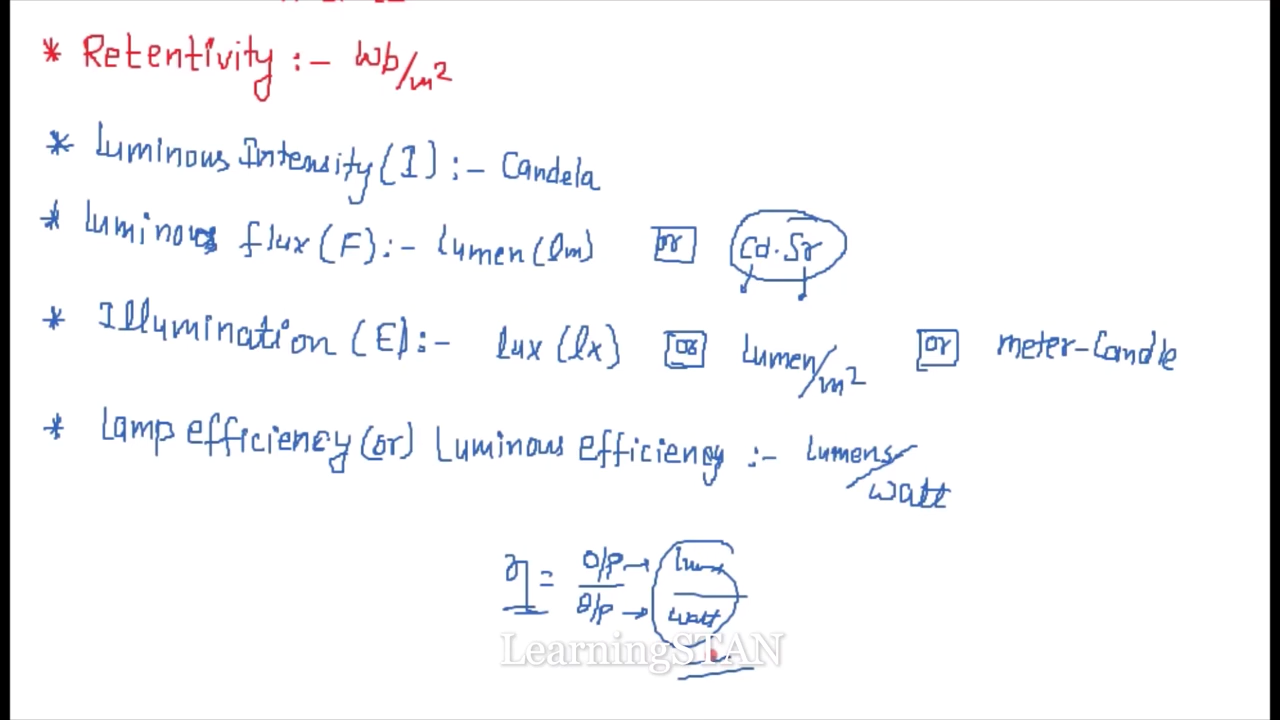 * Retentivity :- Wb/m²
* Luminous Intensity (I) :- Candela
* Luminous flux (F) :- Lumen (lm) or Cd.Sr
* Illumination (E) :- lux (lx) or Lumen/m² or meter-Candle
* Lamp efficiency (or) Luminous efficiency :- Lumens/watt
η = O/P → / I/P → watt
LearningSTAN